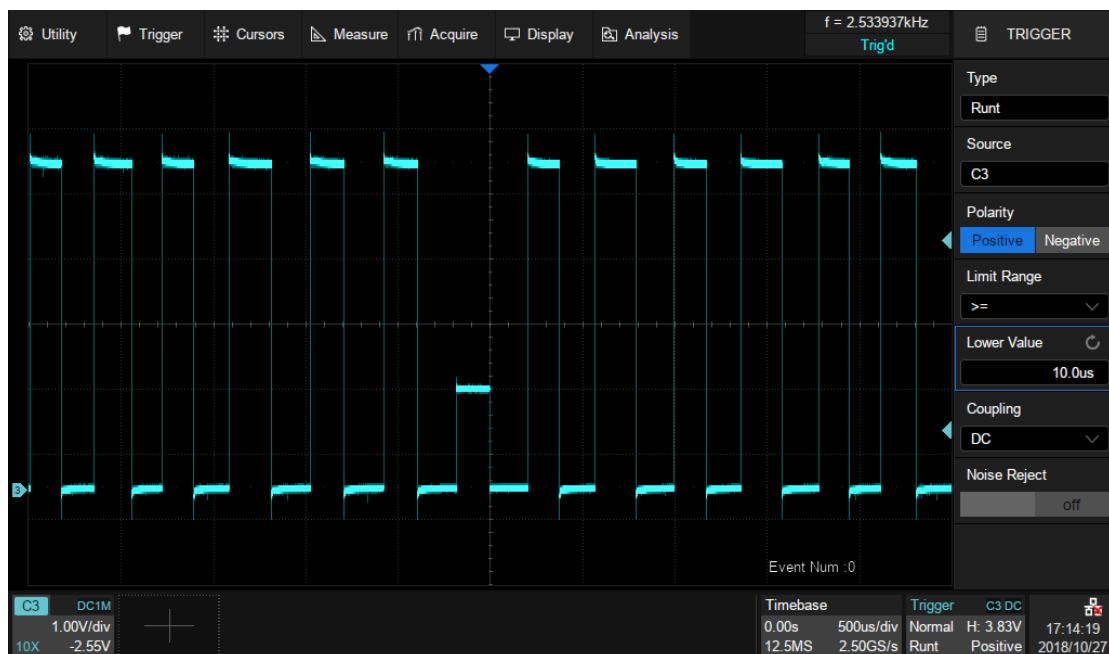 Utility Trigger Cursors Measure Acquire Display Analysis
f = 2.533937kHz
Trig'd
TRIGGER
Type
Runt
Source
C3
Polarity
Positive Negative
Limit Range
>=
Lower Value
10.0us
Coupling
DC
Noise Reject
off
3
Event Num :0
C3 DC1M
1.00V/div
10X -2.55V
Timebase
0.00s 500us/div
12.5MS 2.50GS/s
Trigger C3 DC
Normal H: 3.83V
Runt Positive
17:14:19
2018/10/27